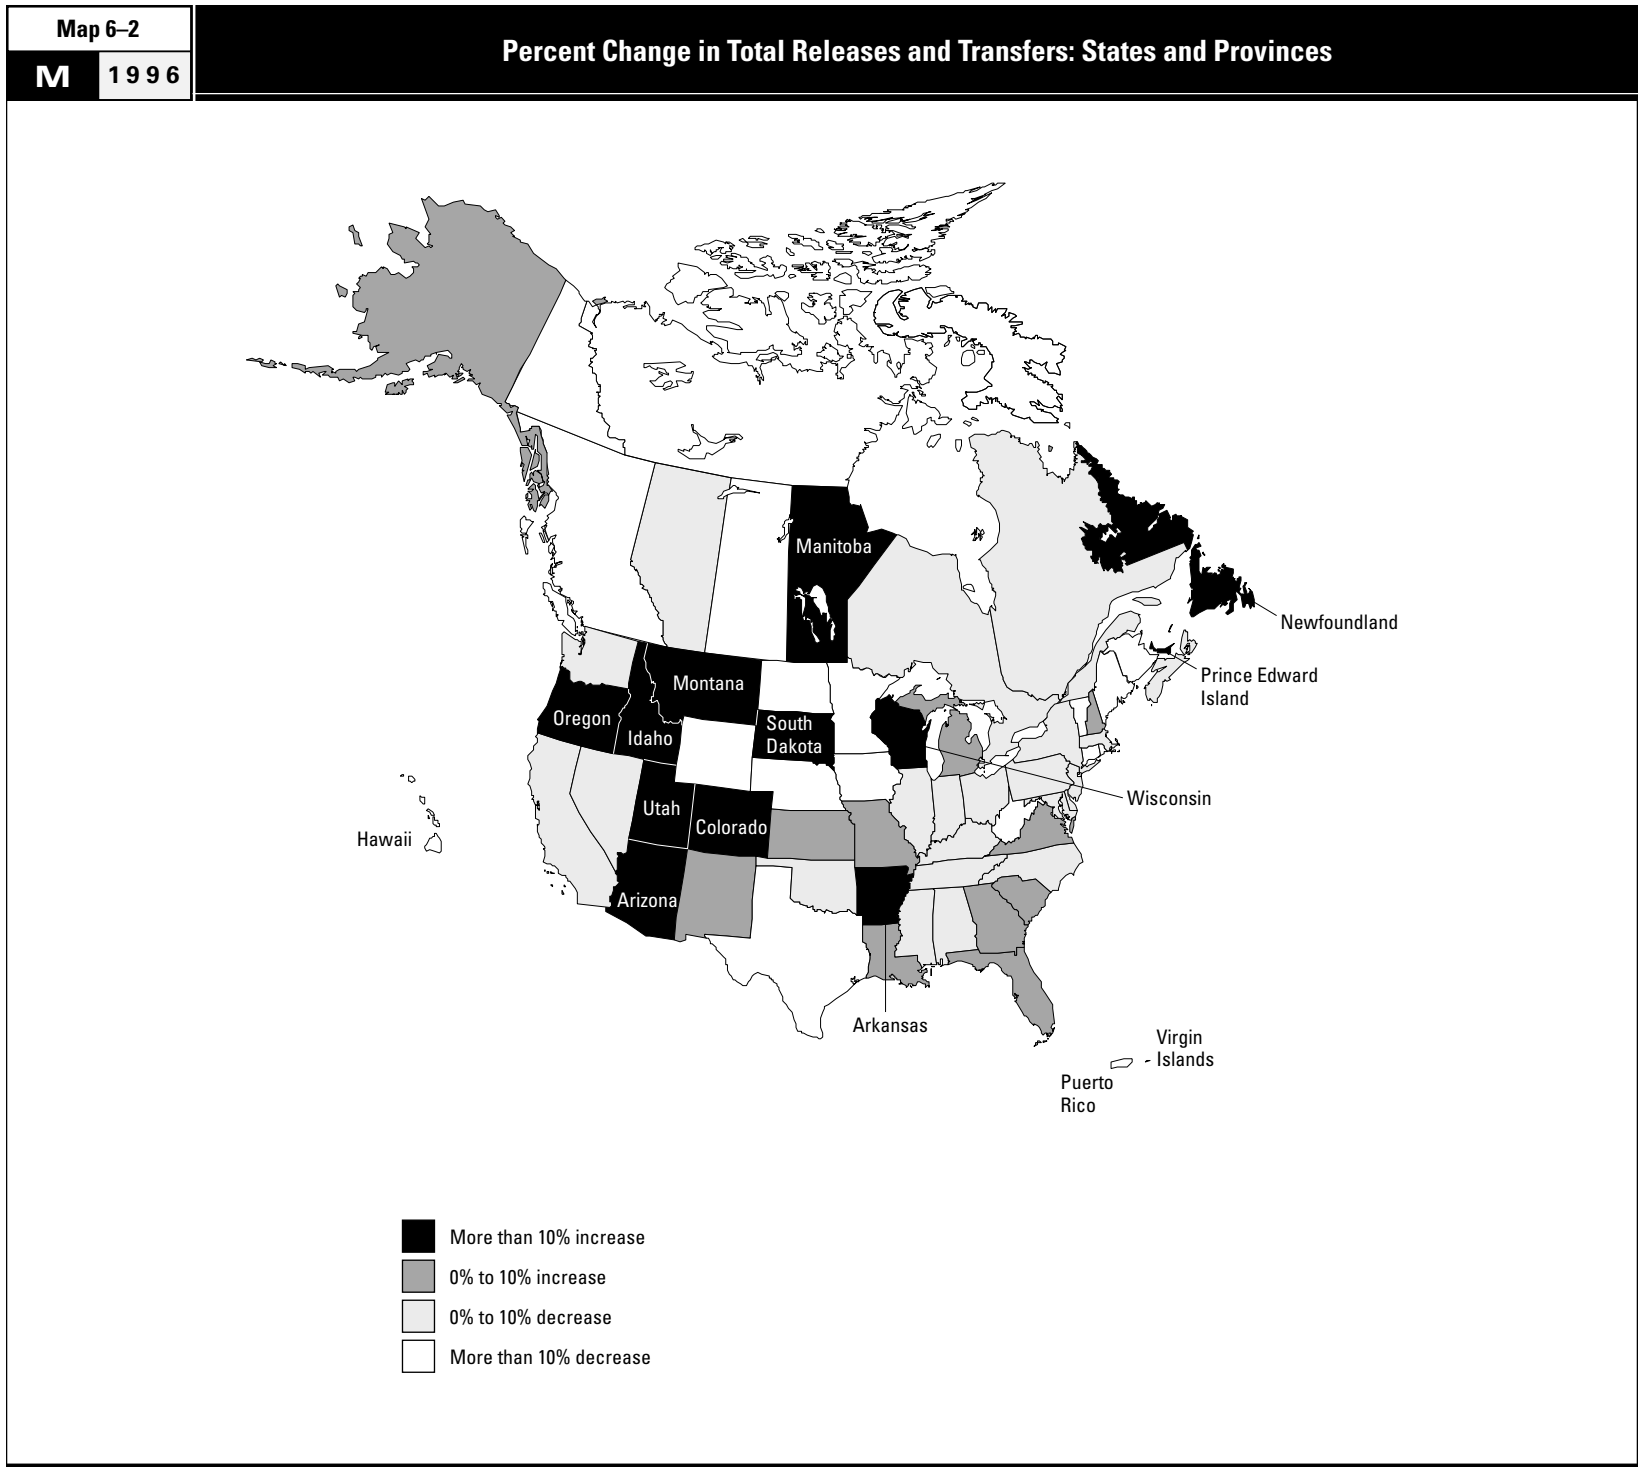 Map 6–2
M 1996
Percent Change in Total Releases and Transfers: States and Provinces
Manitoba
Newfoundland
Prince Edward
Island
Montana
Oregon
Idaho
South
Dakota
Wisconsin
Utah
Colorado
Hawaii
Arizona
Arkansas
Virgin
Islands
Puerto
Rico
More than 10% increase
0% to 10% increase
0% to 10% decrease
More than 10% decrease